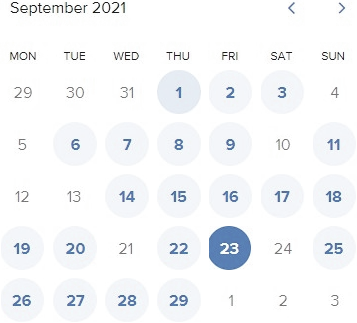 September 2021
MON TUE WED THU FRI SAT SUN
29 30 31 1 2 3 4
5 6 7 8 9 10 11
12 13 14 15 16 17 18
19 20 21 22 23 24 25
26 27 28 29 1 2 3